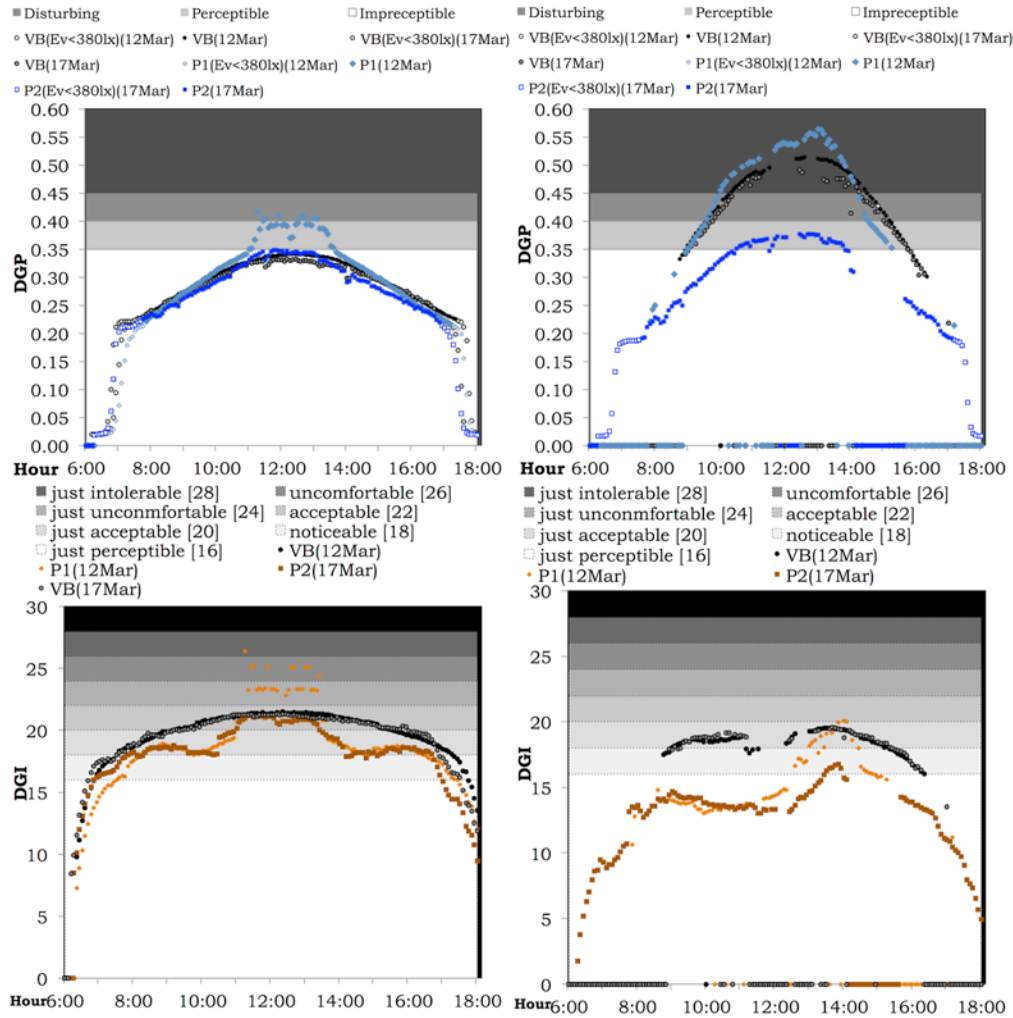 Disturbing Perceptible Impreceptible
VB(Ev<380lx)(12Mar) VB(12Mar) VB(Ev<380lx)(17Mar)
VB(17Mar) P1(Ev<380lx)(12Mar) P1(12Mar)
P2(Ev<380lx)(17Mar) P2(17Mar)
0.60
0.55
0.50
0.45
0.40
0.35
0.30
0.25
0.20
0.15
0.10
0.05
0.00
DGP
Hour 6:00 8:00 10:00 12:00 14:00 16:00 18:00
Disturbing Perceptible Impreceptible
VB(Ev<380lx)(12Mar) VB(12Mar) VB(Ev<380lx)(17Mar)
VB(17Mar) P1(Ev<380lx)(12Mar) P1(12Mar)
P2(Ev<380lx)(17Mar) P2(17Mar)
0.60
0.55
0.50
0.45
0.40
0.35
0.30
0.25
0.20
0.15
0.10
0.05
0.00
DGP
Hour 6:00 8:00 10:00 12:00 14:00 16:00 18:00
just intolerable [28] uncomfortable [26]
just unconmfortable [24] acceptable [22]
just acceptable [20] noticeable [18]
just perceptible [16] VB(12Mar)
P1(12Mar) P2(17Mar)
VB(17Mar)
30
25
20
15
10
5
0
DGI
Hour 6:00 8:00 10:00 12:00 14:00 16:00 18:00
just intolerable [28] uncomfortable [26]
just unconmfortable [24] acceptable [22]
just acceptable [20] noticeable [18]
just perceptible [16] VB(12Mar)
P1(12Mar) P2(17Mar)
30
25
20
15
10
5
0
DGI
Hour 6:00 8:00 10:00 12:00 14:00 16:00 18:00